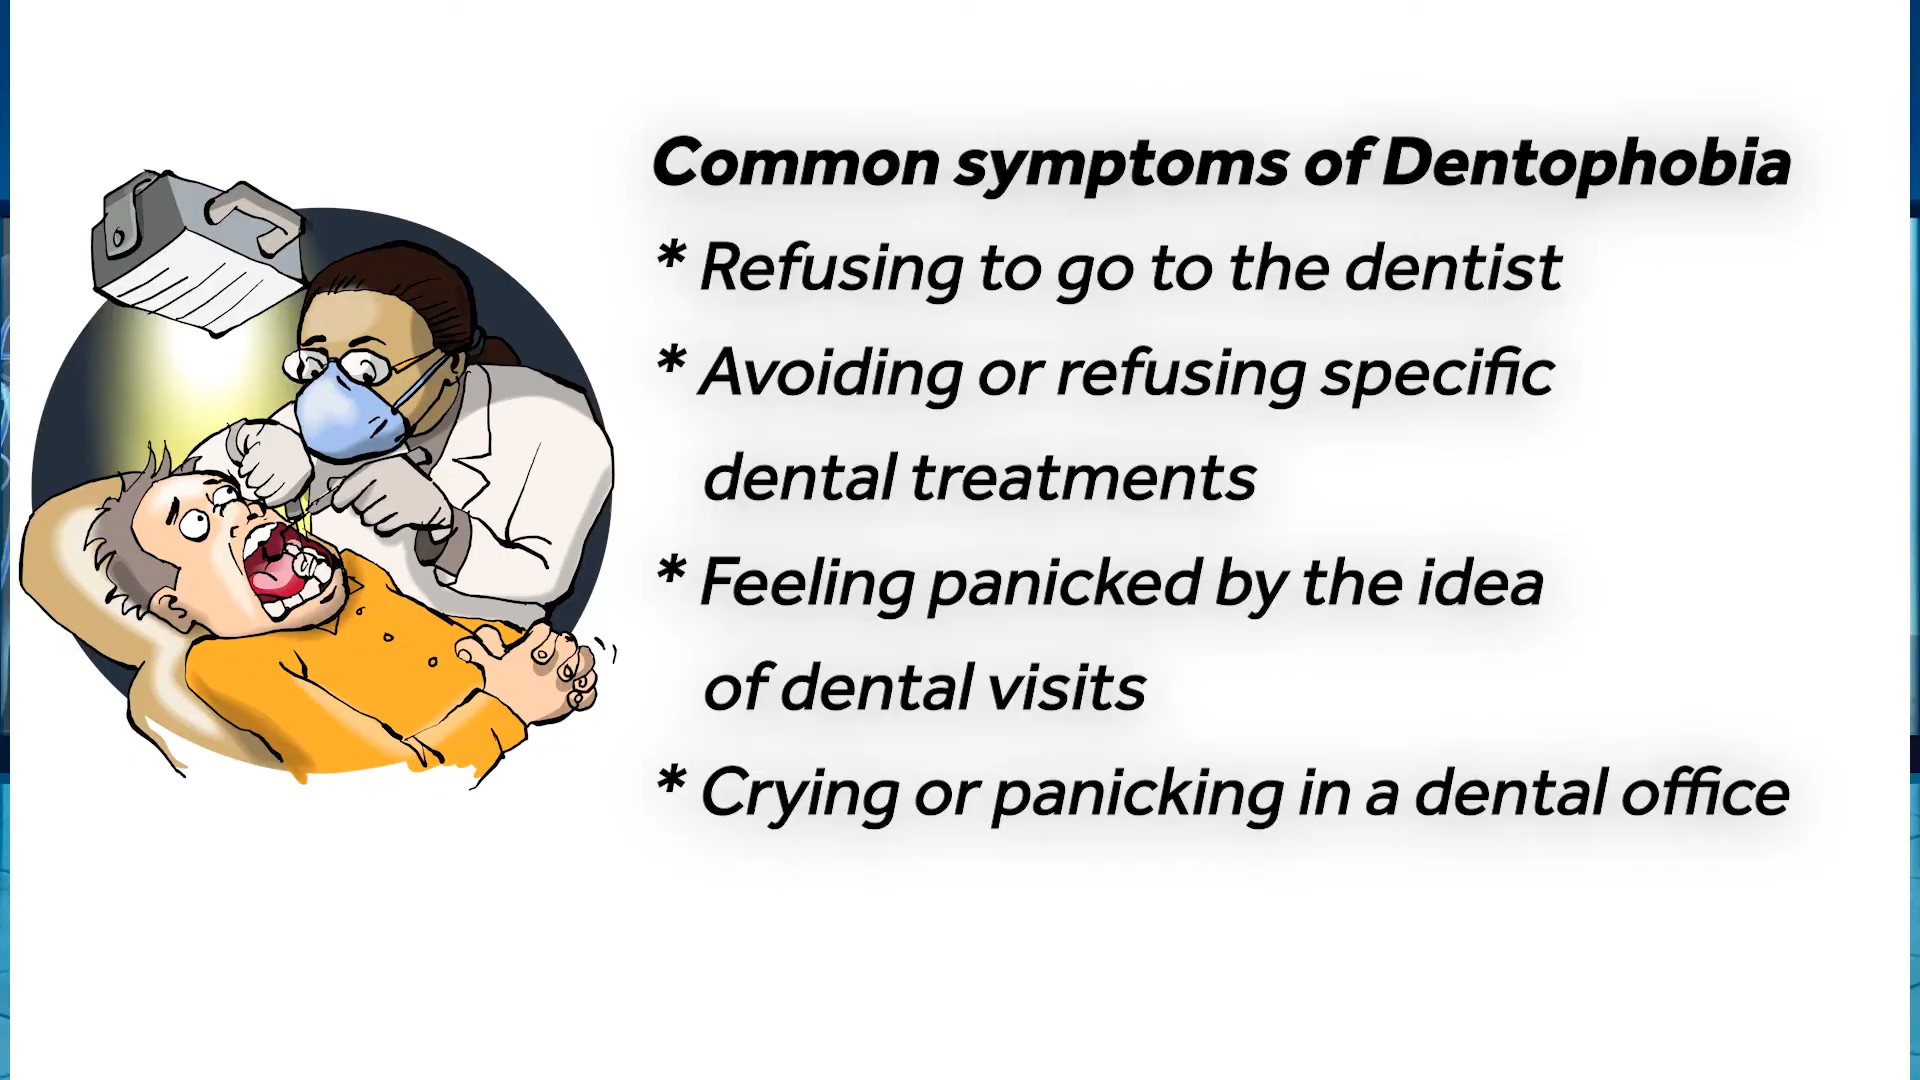 Common symptoms of Dentophobia
* Refusing to go to the dentist
* Avoiding or refusing specific
dental treatments
* Feeling panicked by the idea
of dental visits
* Crying or panicking in a dental office